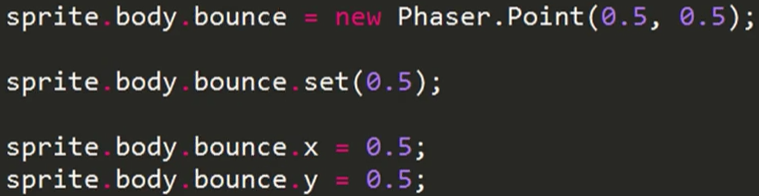 sprite.body.bounce = new Phaser.Point(0.5, 0.5);
sprite.body.bounce.set(0.5);
sprite.body.bounce.x = 0.5;
sprite.body.bounce.y = 0.5;